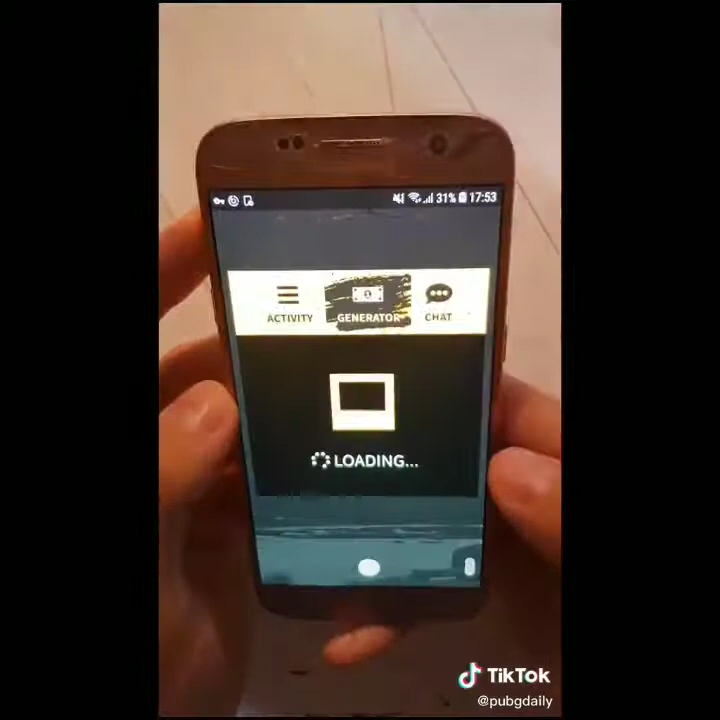 31% 17:53
ACTIVITY GENERATOR CHAT
LOADING...
TikTok
@pubgdaily